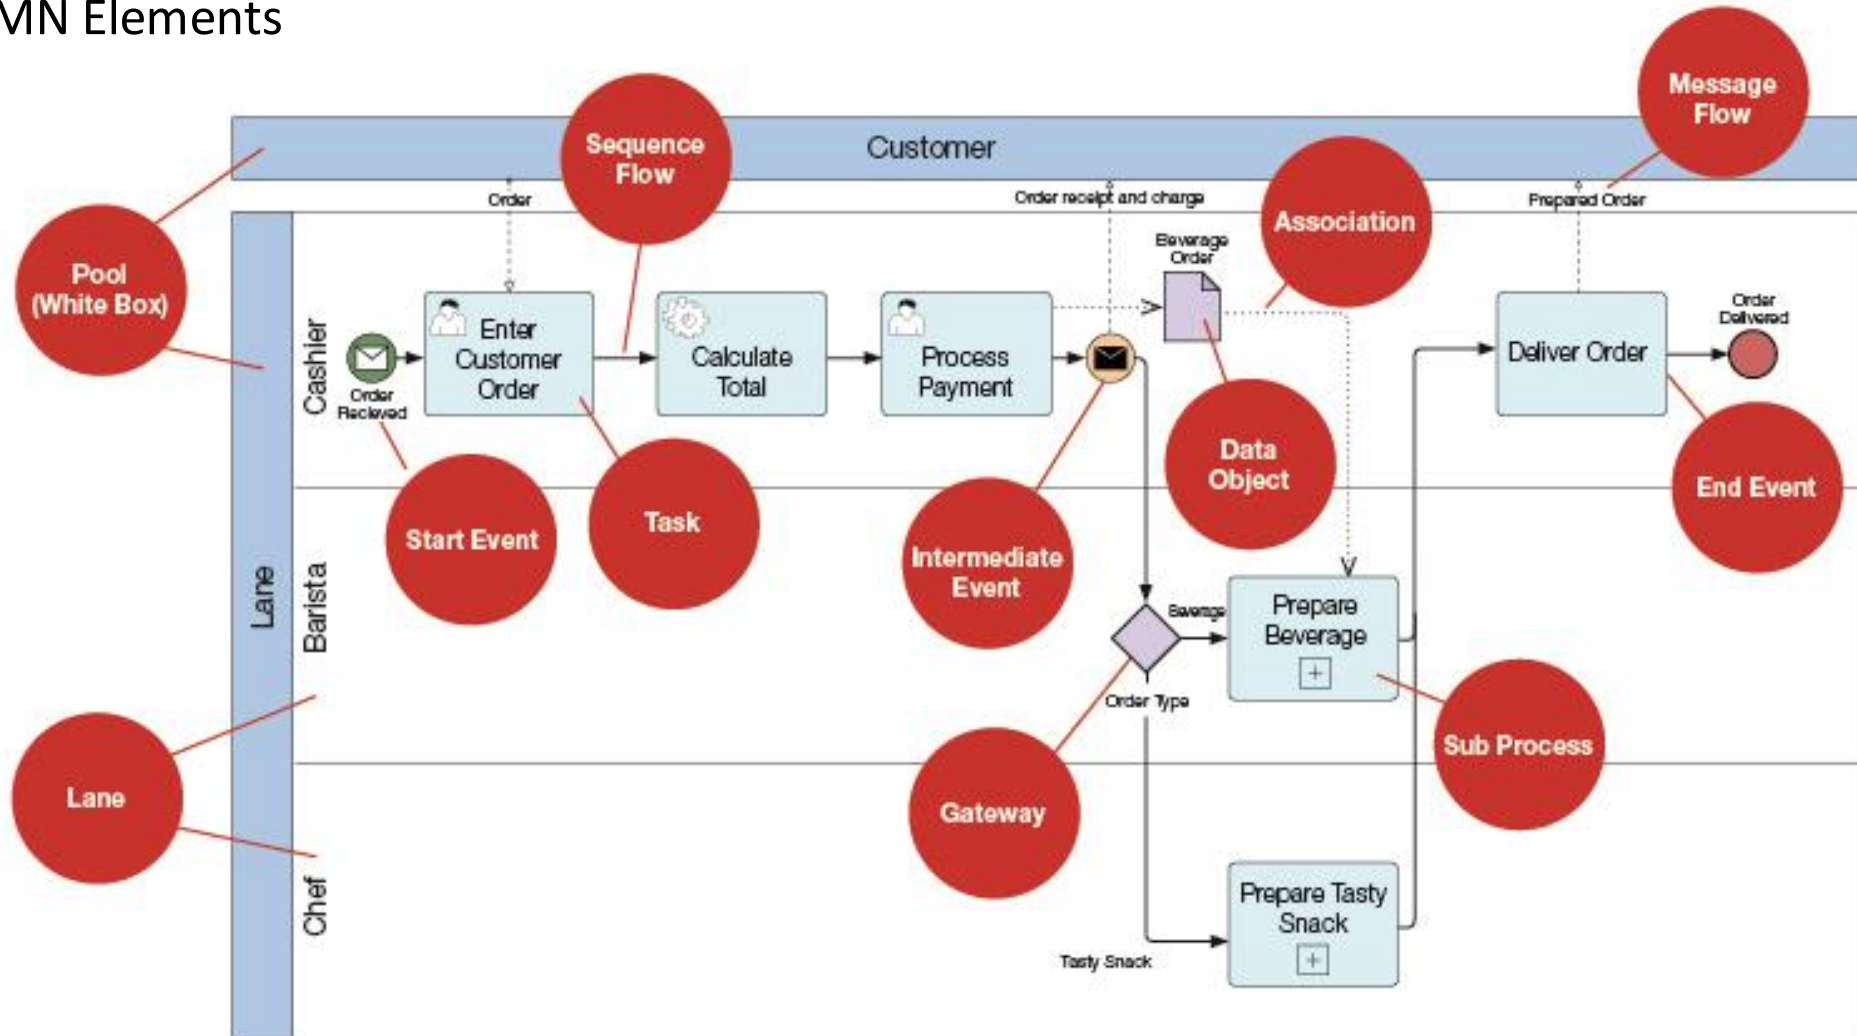 MN Elements
Message
Flow
Sequence
Flow
Customer
Order
Order receipt and charge
Prepared Order
Association
Pool
(White Box)
Beverage
Order
Cashier
Enter
Customer
Order
Calculate
Total
Process
Payment
Deliver Order
Order
Delivered
Order
Recieved
Data
Object
End Event
Start Event
Task
Intermediate
Event
Lane
Barista
Beverage
Prepare
Beverage
Order Type
Sub Process
Lane
Gateway
Chef
Prepare Tasty
Snack
Tasty Snack